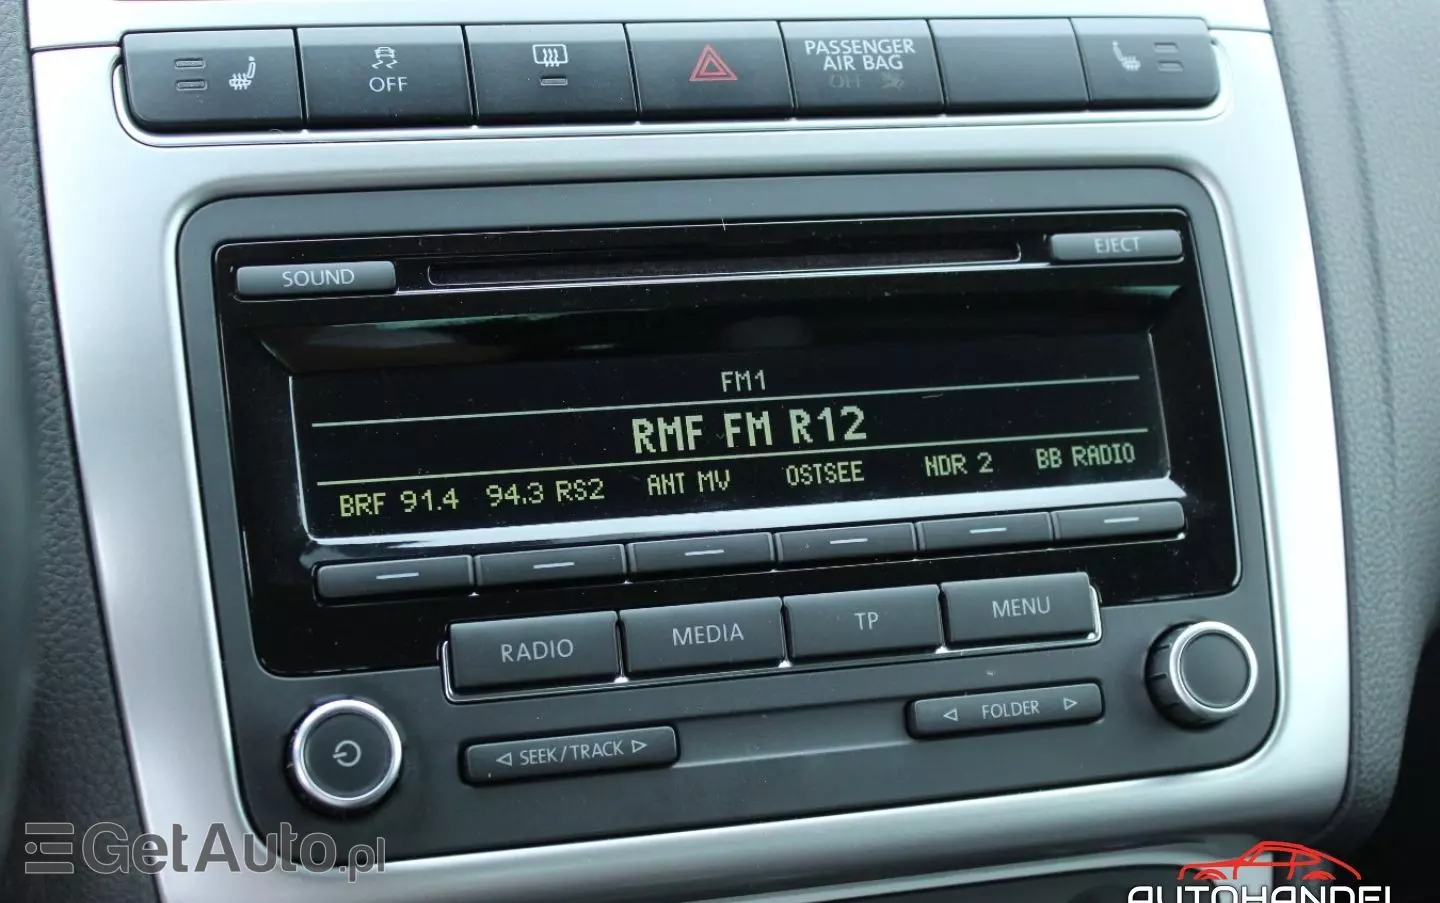 OFF
PASSENGER
AIR BAG
SOUND
EJECT
FM1
RMF FM R12
BRF 91.4 94.3 RS2 ANT MV OSTSEE NDR 2 BB RADIO
RADIO MEDIA TP MENU
SEEK/TRACK
FOLDER
GetAuto.pl
AUTOHANDEL